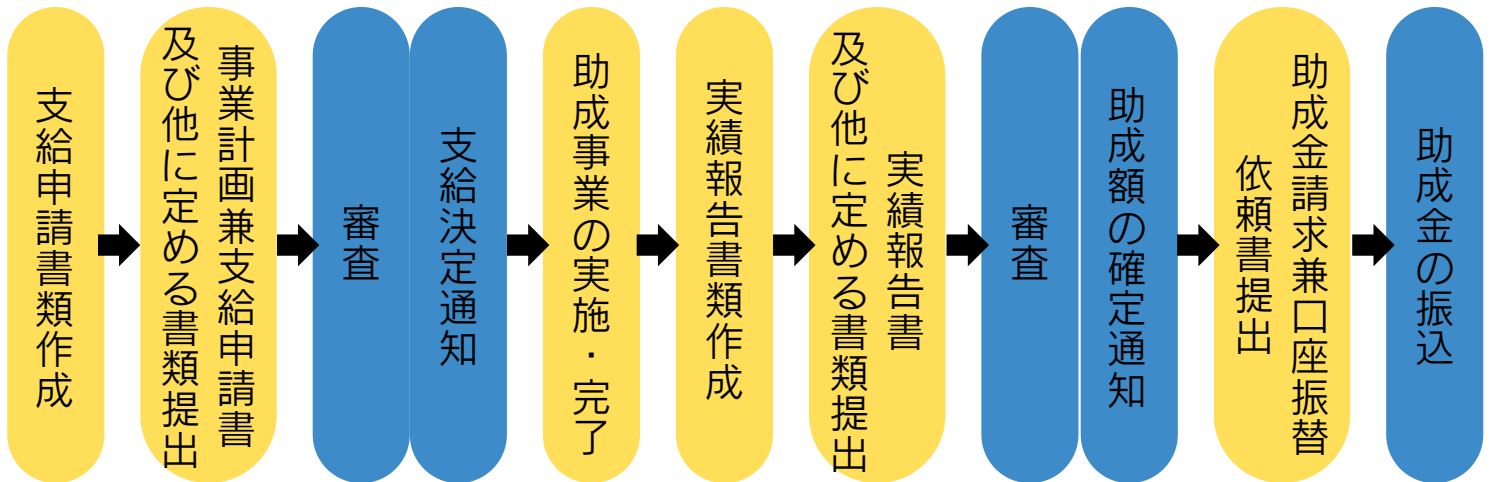 支給申請書類作成
事業計画兼支給申請書
及び他に定める書類提出
審査
支給決定通知
助成事業の実施・完了
実績報告書類作成
実績報告書
及び他に定める書類提出
審査
助成額の確定通知
助成金請求兼口座振替
依頼書提出
助成金の振込